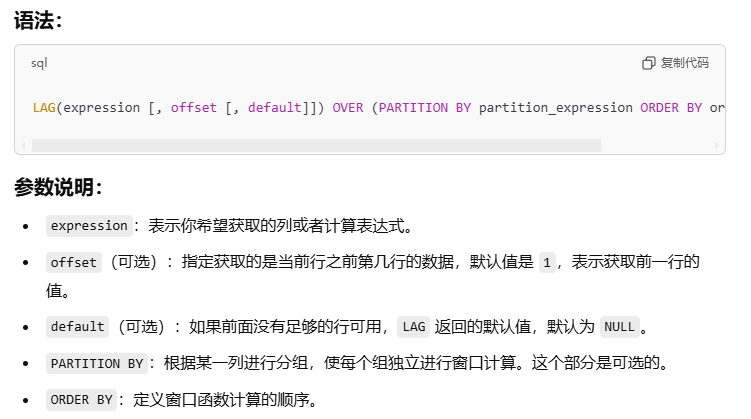 语法：
sql
复制代码
LAG(expression [, offset [, default]]) OVER (PARTITION BY partition_expression ORDER BY or
参数说明：
• expression：表示你希望获取的列或者计算表达式。
• offset（可选）：指定获取的是当前行之前第几行的数据，默认值是 1，表示获取前一行的
值。
• default（可选）：如果前面没有足够的行可用，LAG 返回的默认值，默认为 NULL。
• PARTITION BY：根据某一列进行分组，使每个组独立进行窗口计算。这个部分是可选的。
• ORDER BY：定义窗口函数计算的顺序。